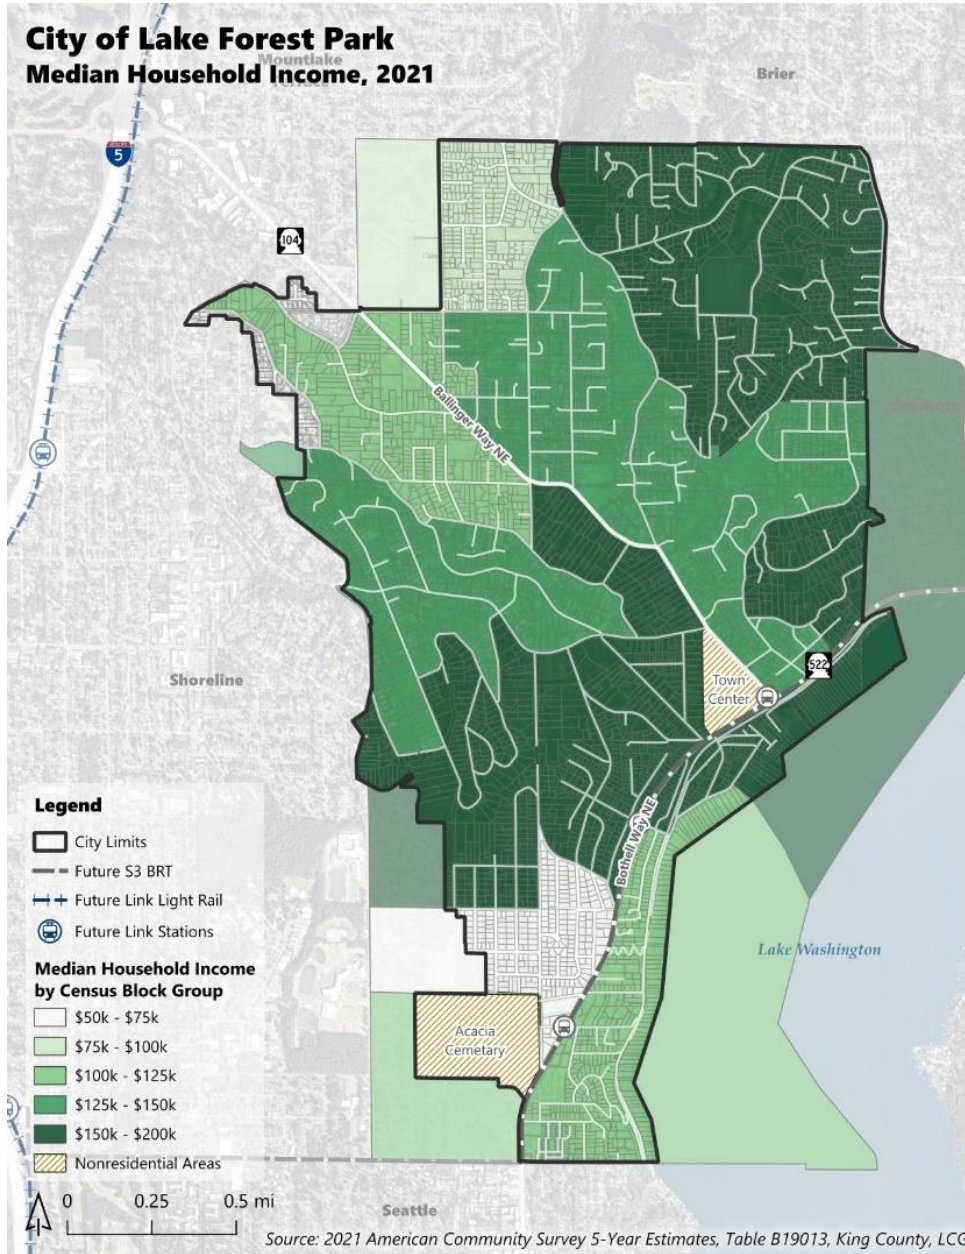 City of Lake Forest Park
Median Household Income, 2021
Mountlake
Terrace
Brier
5
104
Ballinger Way NE
Shoreline
Town
Center
522
Bothell Way NE
Lake Washington
Acacia
Cemetary
Legend
City Limits
Future S3 BRT
Future Link Light Rail
Future Link Stations
Median Household Income
by Census Block Group
$50k - $75k
$75k - $100k
$100k - $125k
$125k - $150k
$150k - $200k
Nonresidential Areas
0 0.25 0.5 mi
Seattle
Source: 2021 American Community Survey 5-Year Estimates, Table B19013, King County, LCG